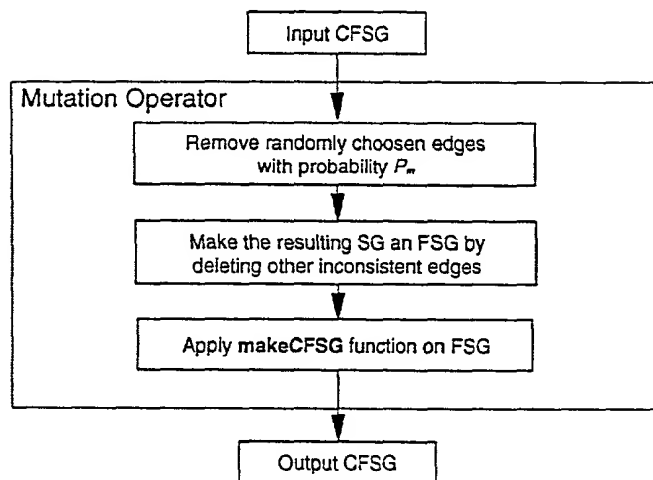 Input CFSG
Mutation Operator
Remove randomly choosen edges
with probability Pm
Make the resulting SG an FSG by
deleting other inconsistent edges
Apply makeCFSG function on FSG
Output CFSG